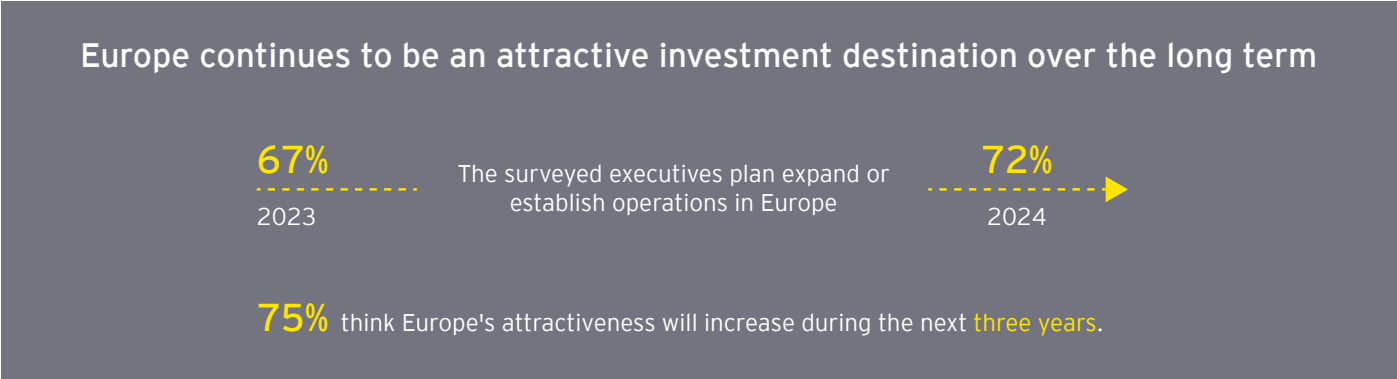 Europe continues to be an attractive investment destination over the long term
67%
2023
The surveyed executives plan expand or
establish operations in Europe
72%
2024
75% think Europe's attractiveness will increase during the next three years.